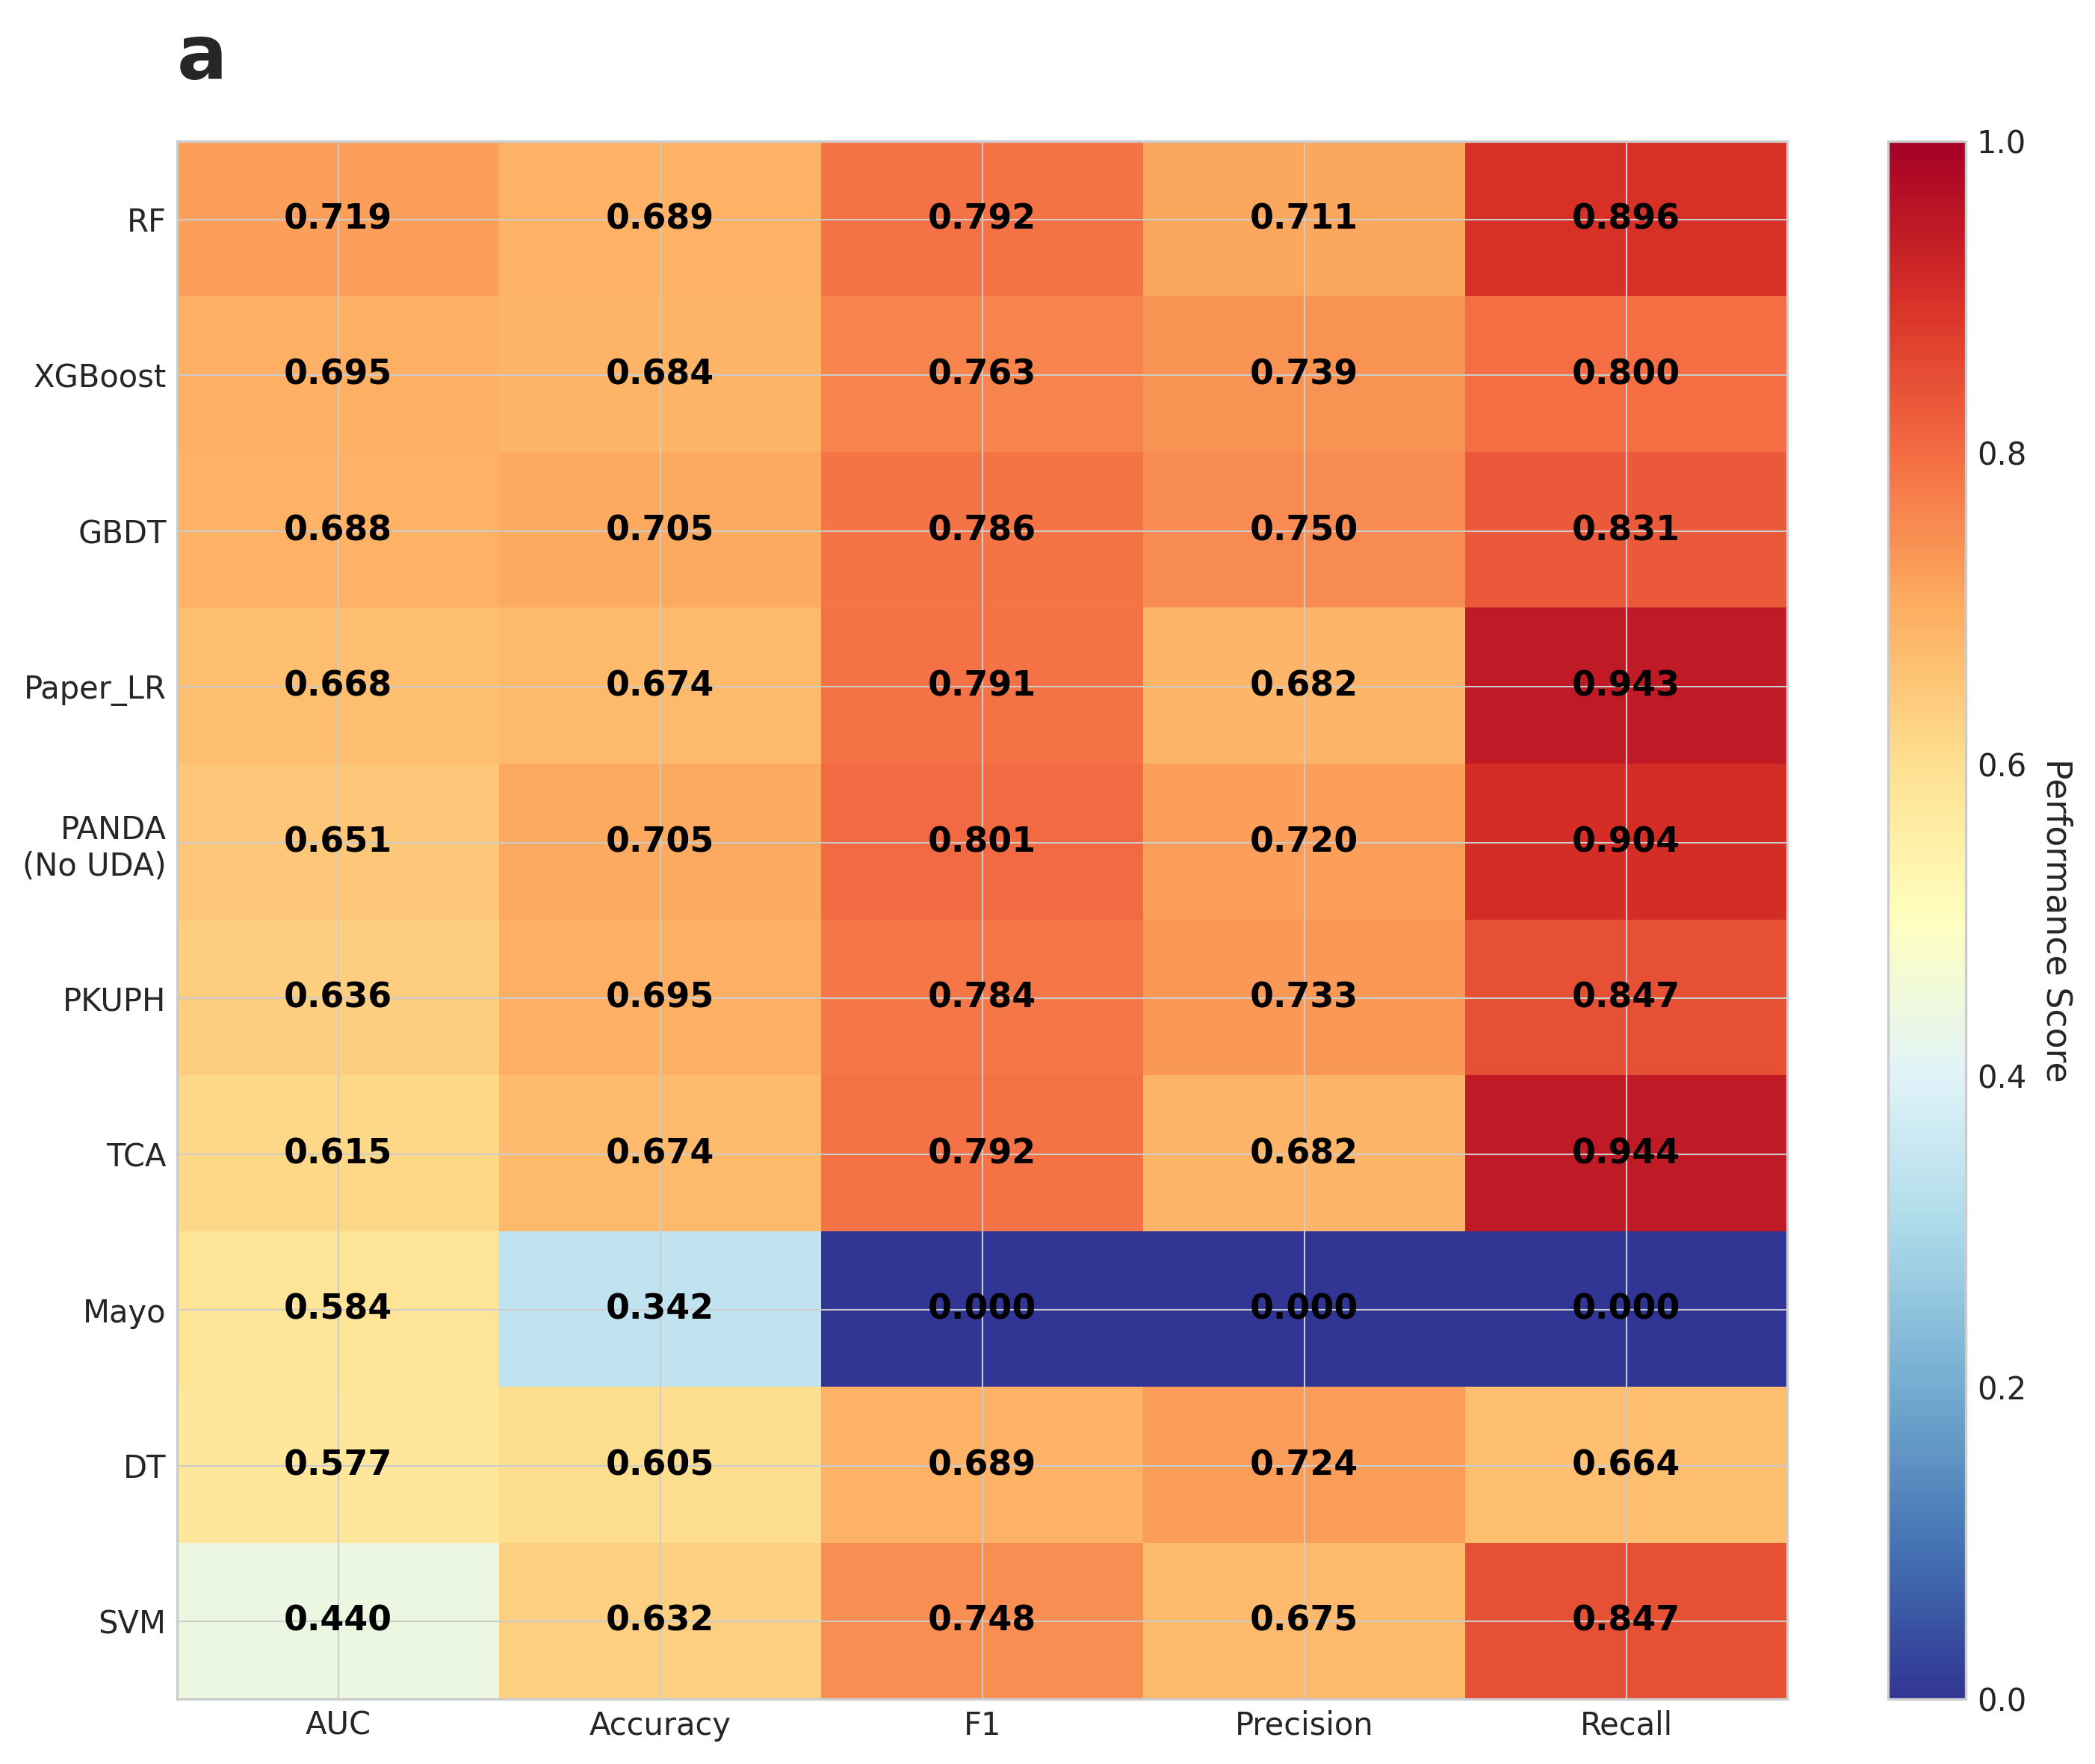 a
RF 0.719 0.689 0.792 0.711 0.896
XGBoost 0.695 0.684 0.763 0.739 0.800
GBDT 0.688 0.705 0.786 0.750 0.831
Paper_LR 0.668 0.674 0.791 0.682 0.943
PANDA
(No UDA) 0.651 0.705 0.801 0.720 0.904
PKUPH 0.636 0.695 0.784 0.733 0.847
TCA 0.615 0.674 0.792 0.682 0.944
Mayo 0.584 0.342 0.000 0.000 0.000
DT 0.577 0.605 0.689 0.724 0.664
SVM 0.440 0.632 0.748 0.675 0.847
AUC Accuracy F1 Precision Recall
1.0
0.8
0.6
0.4
0.2
0.0
Performance Score